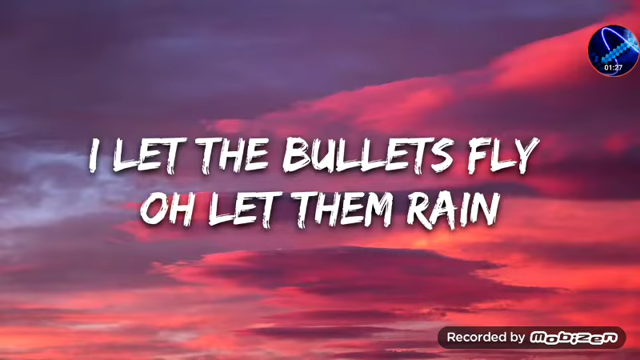 01:27
I LET THE BULLETS FLY
OH LET THEM RAIN
Recorded by Mobizen